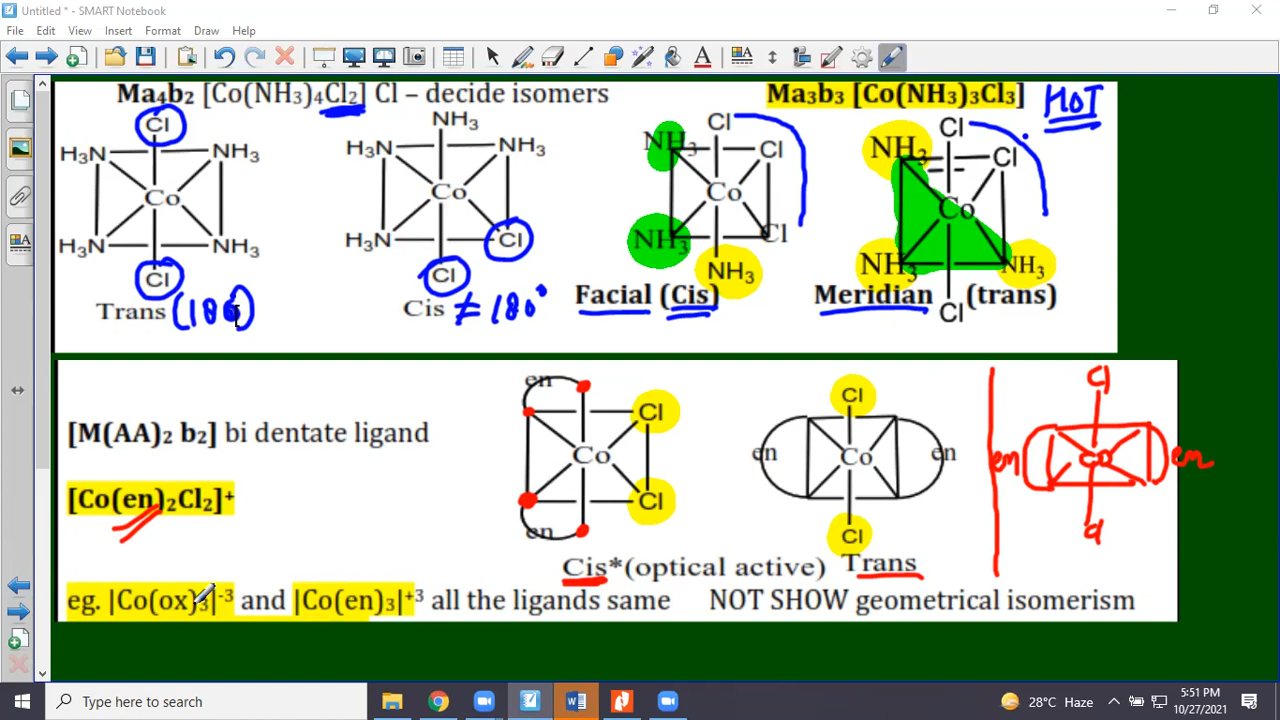 Untitled * - SMART Notebook
File Edit View Insert Format Draw Help
Ma4b2 [Co(NH3)4Cl2] Cl – decide isomers
Ma3b3 [Co(NH3)3Cl3]
HOT
Cl
H3N NH3
Co
H3N NH3
Cl
Trans (180)
NH3
H3N NH3
Co
H3N Cl
Cl
Cis ≠ 180°
Cl
NH3 Cl
Co
NH3 Cl
NH3
Facial (Cis)
Cl
NH3 Cl
Co
NH3 NH3
Cl
Meridian (trans)
[M(AA)2 b2] bi dentate ligand
[Co(en)2Cl2]+
en
Cl
Co
Cl
en
Cis*(optical active)
Cl
en Co en
Cl
Trans
Cl
en Co en
Cl
eg. |Co(ox)3|-3 and |Co(en)3|+3 all the ligands same NOT SHOW geometrical isomerism
Type here to search
28°C Haze
5:51 PM
10/27/2021